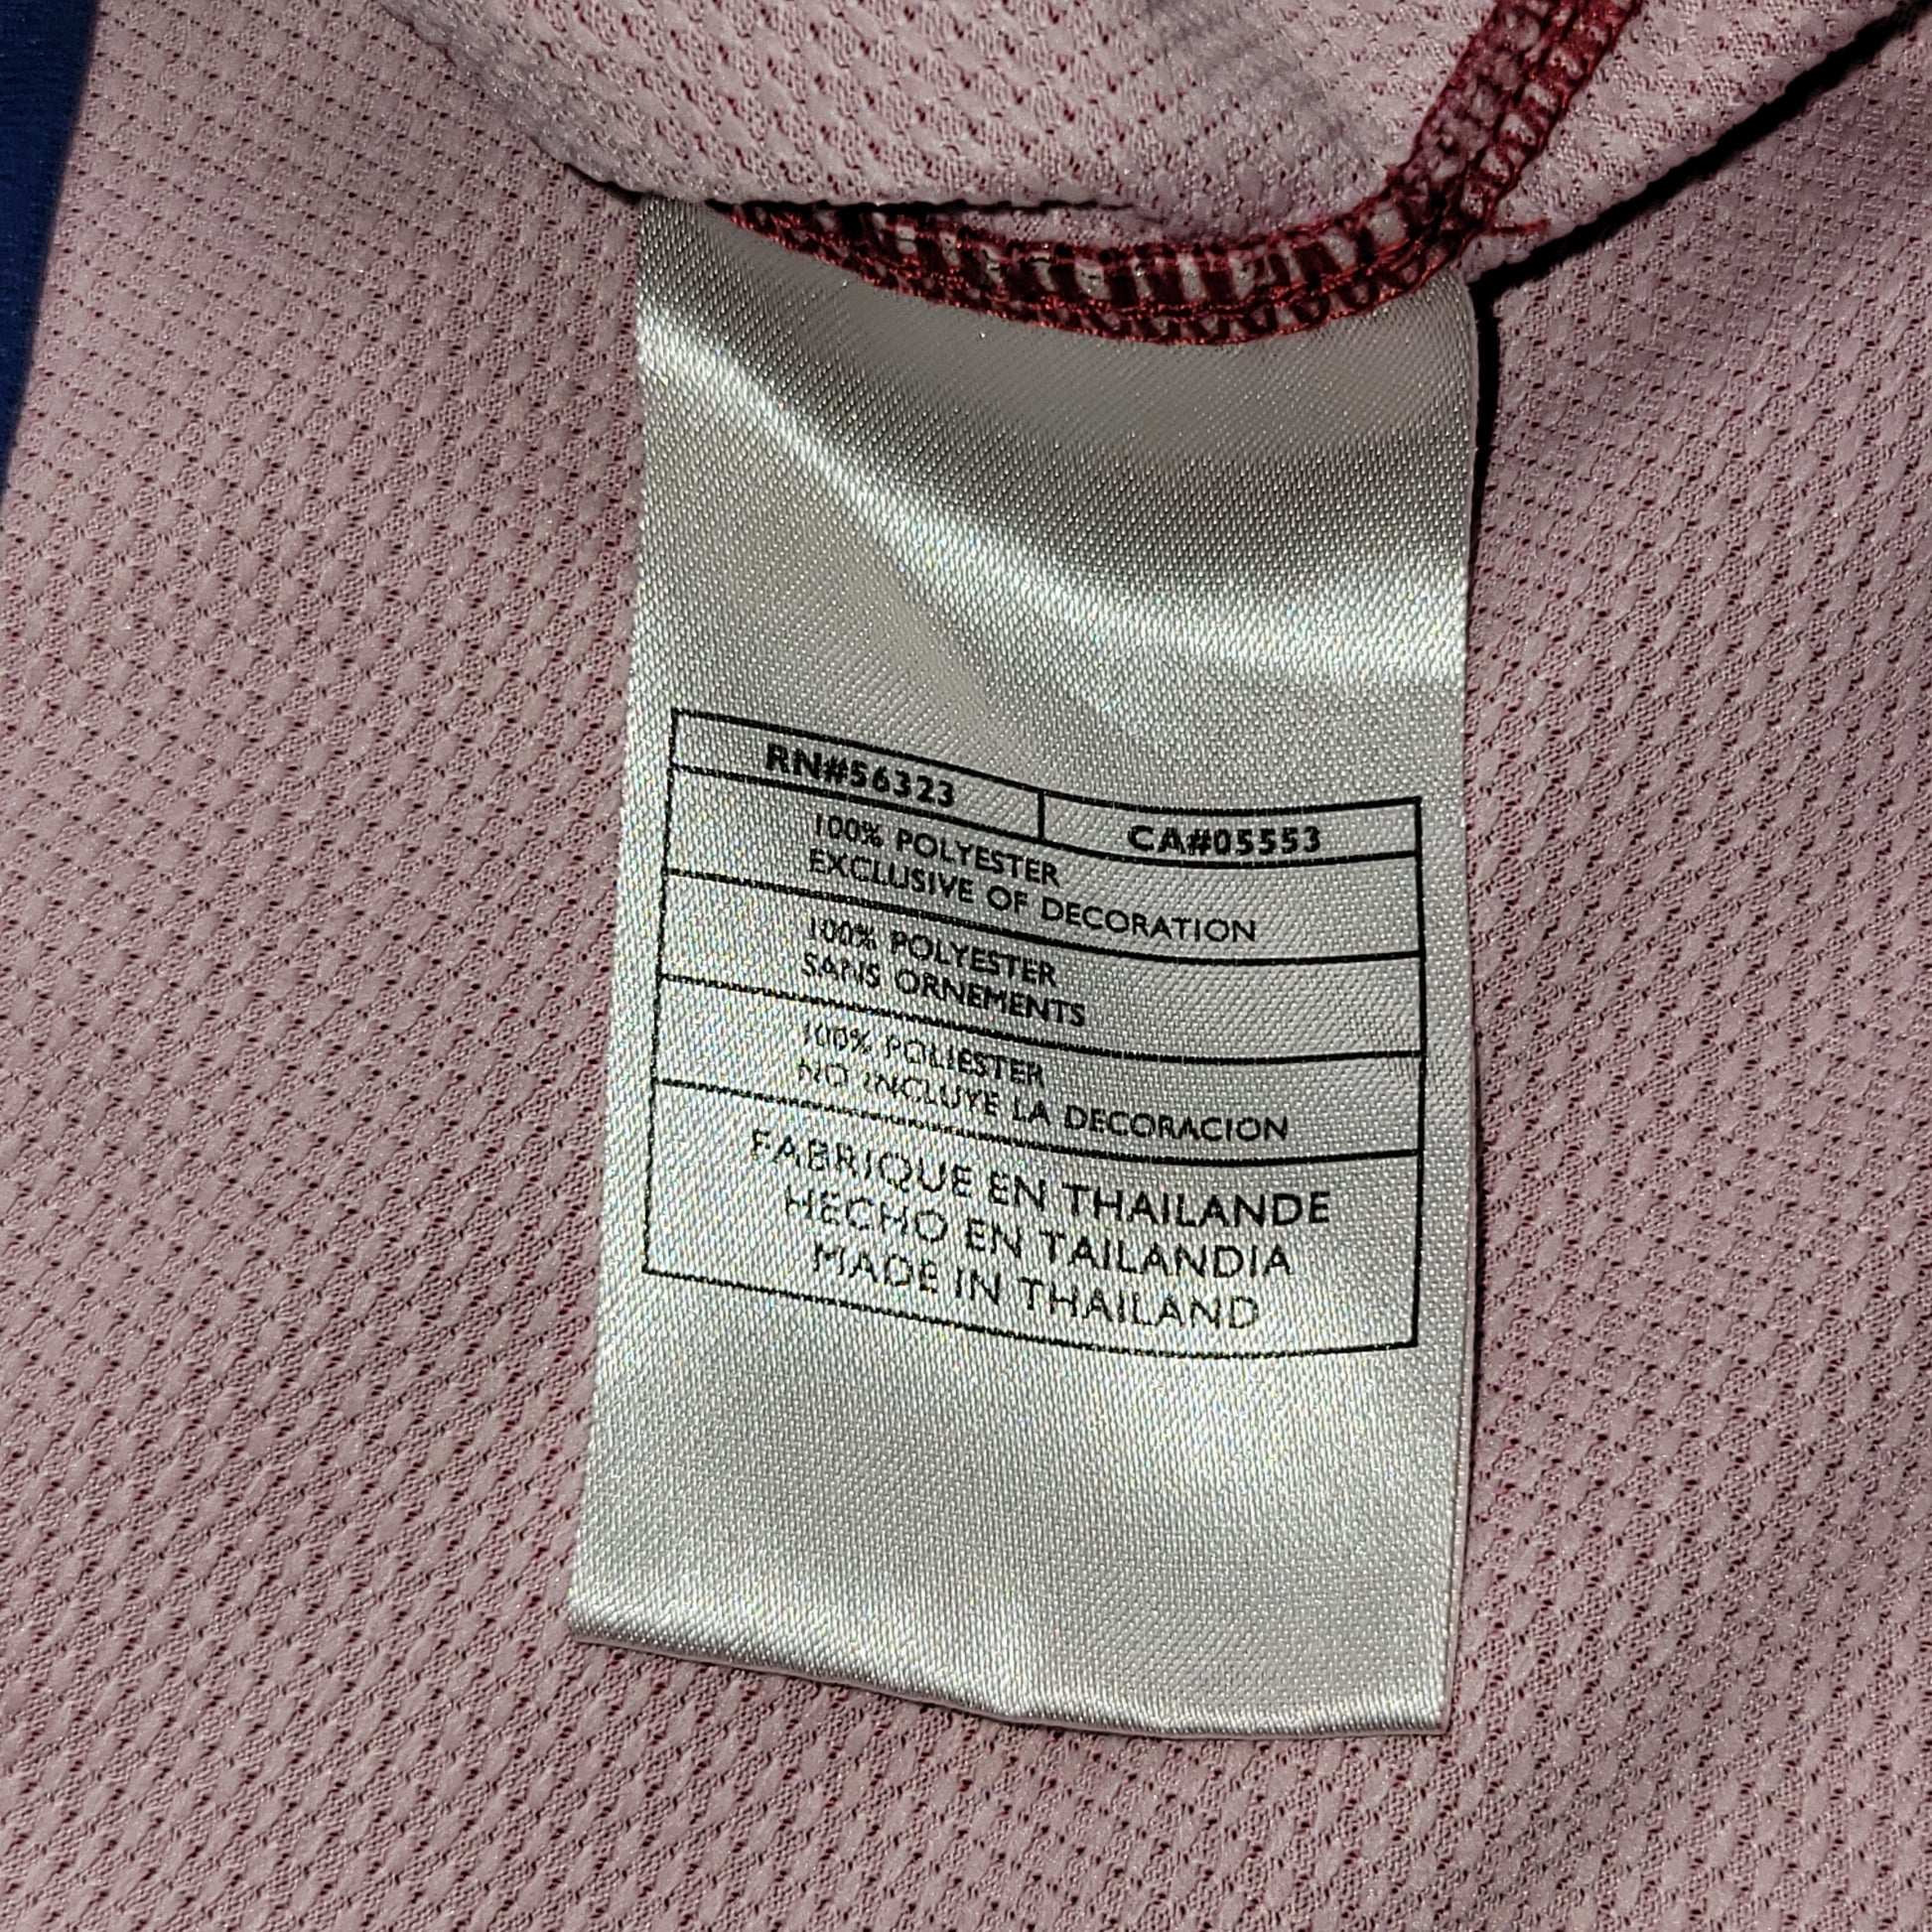 RN#56323 CA#05553
100% POLYESTER
EXCLUSIVE OF DECORATION
100% POLYESTER
SANS ORNEMENTS
100% POLIESTER
NO INCLUYE LA DECORACION
FABRIQUE EN THAILANDE
HECHO EN TAILANDIA
MADE IN THAILAND